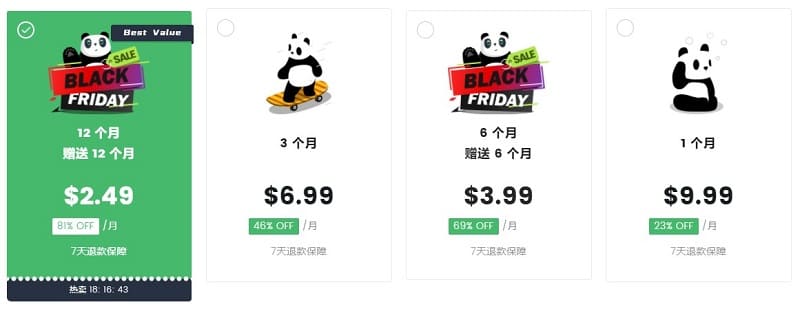 Best Value
SALE
BLACK
FRIDAY
12 个月
赠送 12 个月
$2.49
81% OFF /月
7天退款保障
热卖 18: 16: 43
3 个月
$6.99
46% OFF /月
7天退款保障
SALE
BLACK
FRIDAY
6 个月
赠送 6 个月
$3.99
69% OFF /月
7天退款保障
1 个月
$9.99
23% OFF /月
7天退款保障